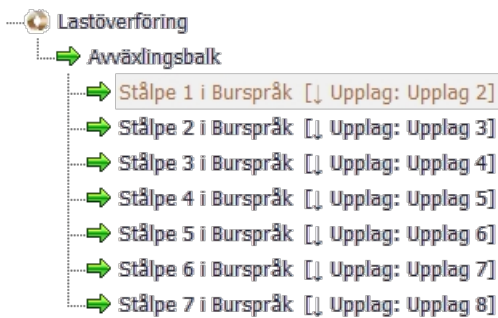 Lastöverföring
Avväxlingsbalk
Stålpe 1 i Burspråk [↓ Upplag: Upplag 2]
Stålpe 2 i Burspråk [↓ Upplag: Upplag 3]
Stålpe 3 i Burspråk [↓ Upplag: Upplag 4]
Stålpe 4 i Burspråk [↓ Upplag: Upplag 5]
Stålpe 5 i Burspråk [↓ Upplag: Upplag 6]
Stålpe 6 i Burspråk [↓ Upplag: Upplag 7]
Stålpe 7 i Burspråk [↓ Upplag: Upplag 8]